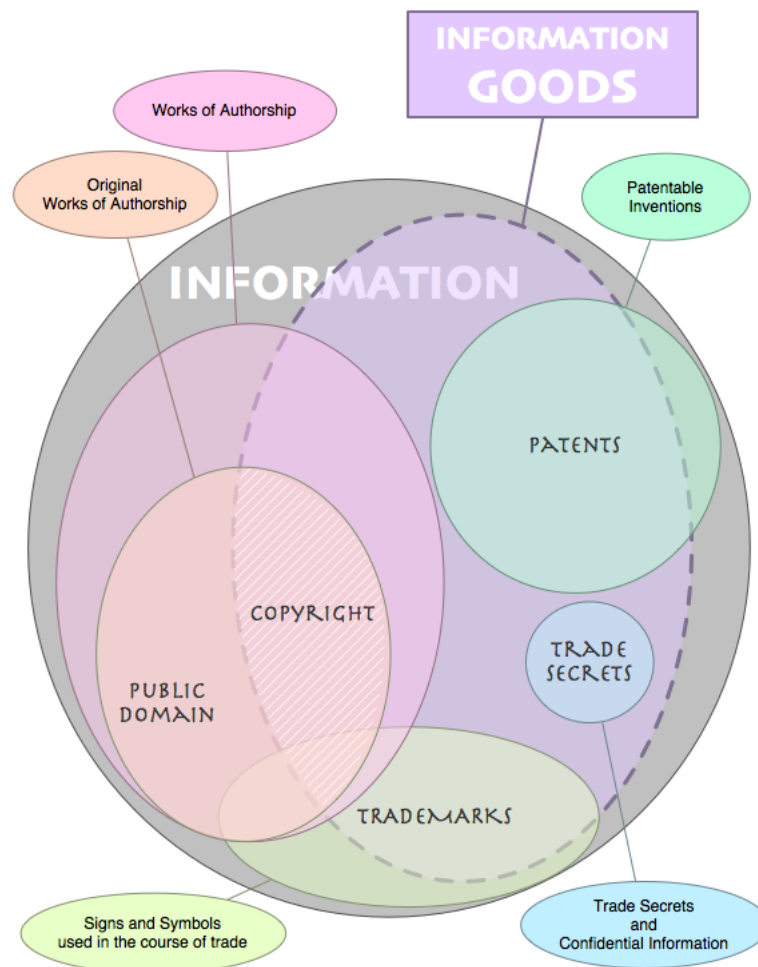 INFORMATION
GOODS
Works of Authorship
Original
Works of Authorship
Patentable
Inventions
INFORMATION
PATENTS
COPYRIGHT
TRADE
SECRETS
PUBLIC
DOMAIN
TRADEMARKS
Signs and Symbols
used in the course of trade
Trade Secrets
and
Confidential Information